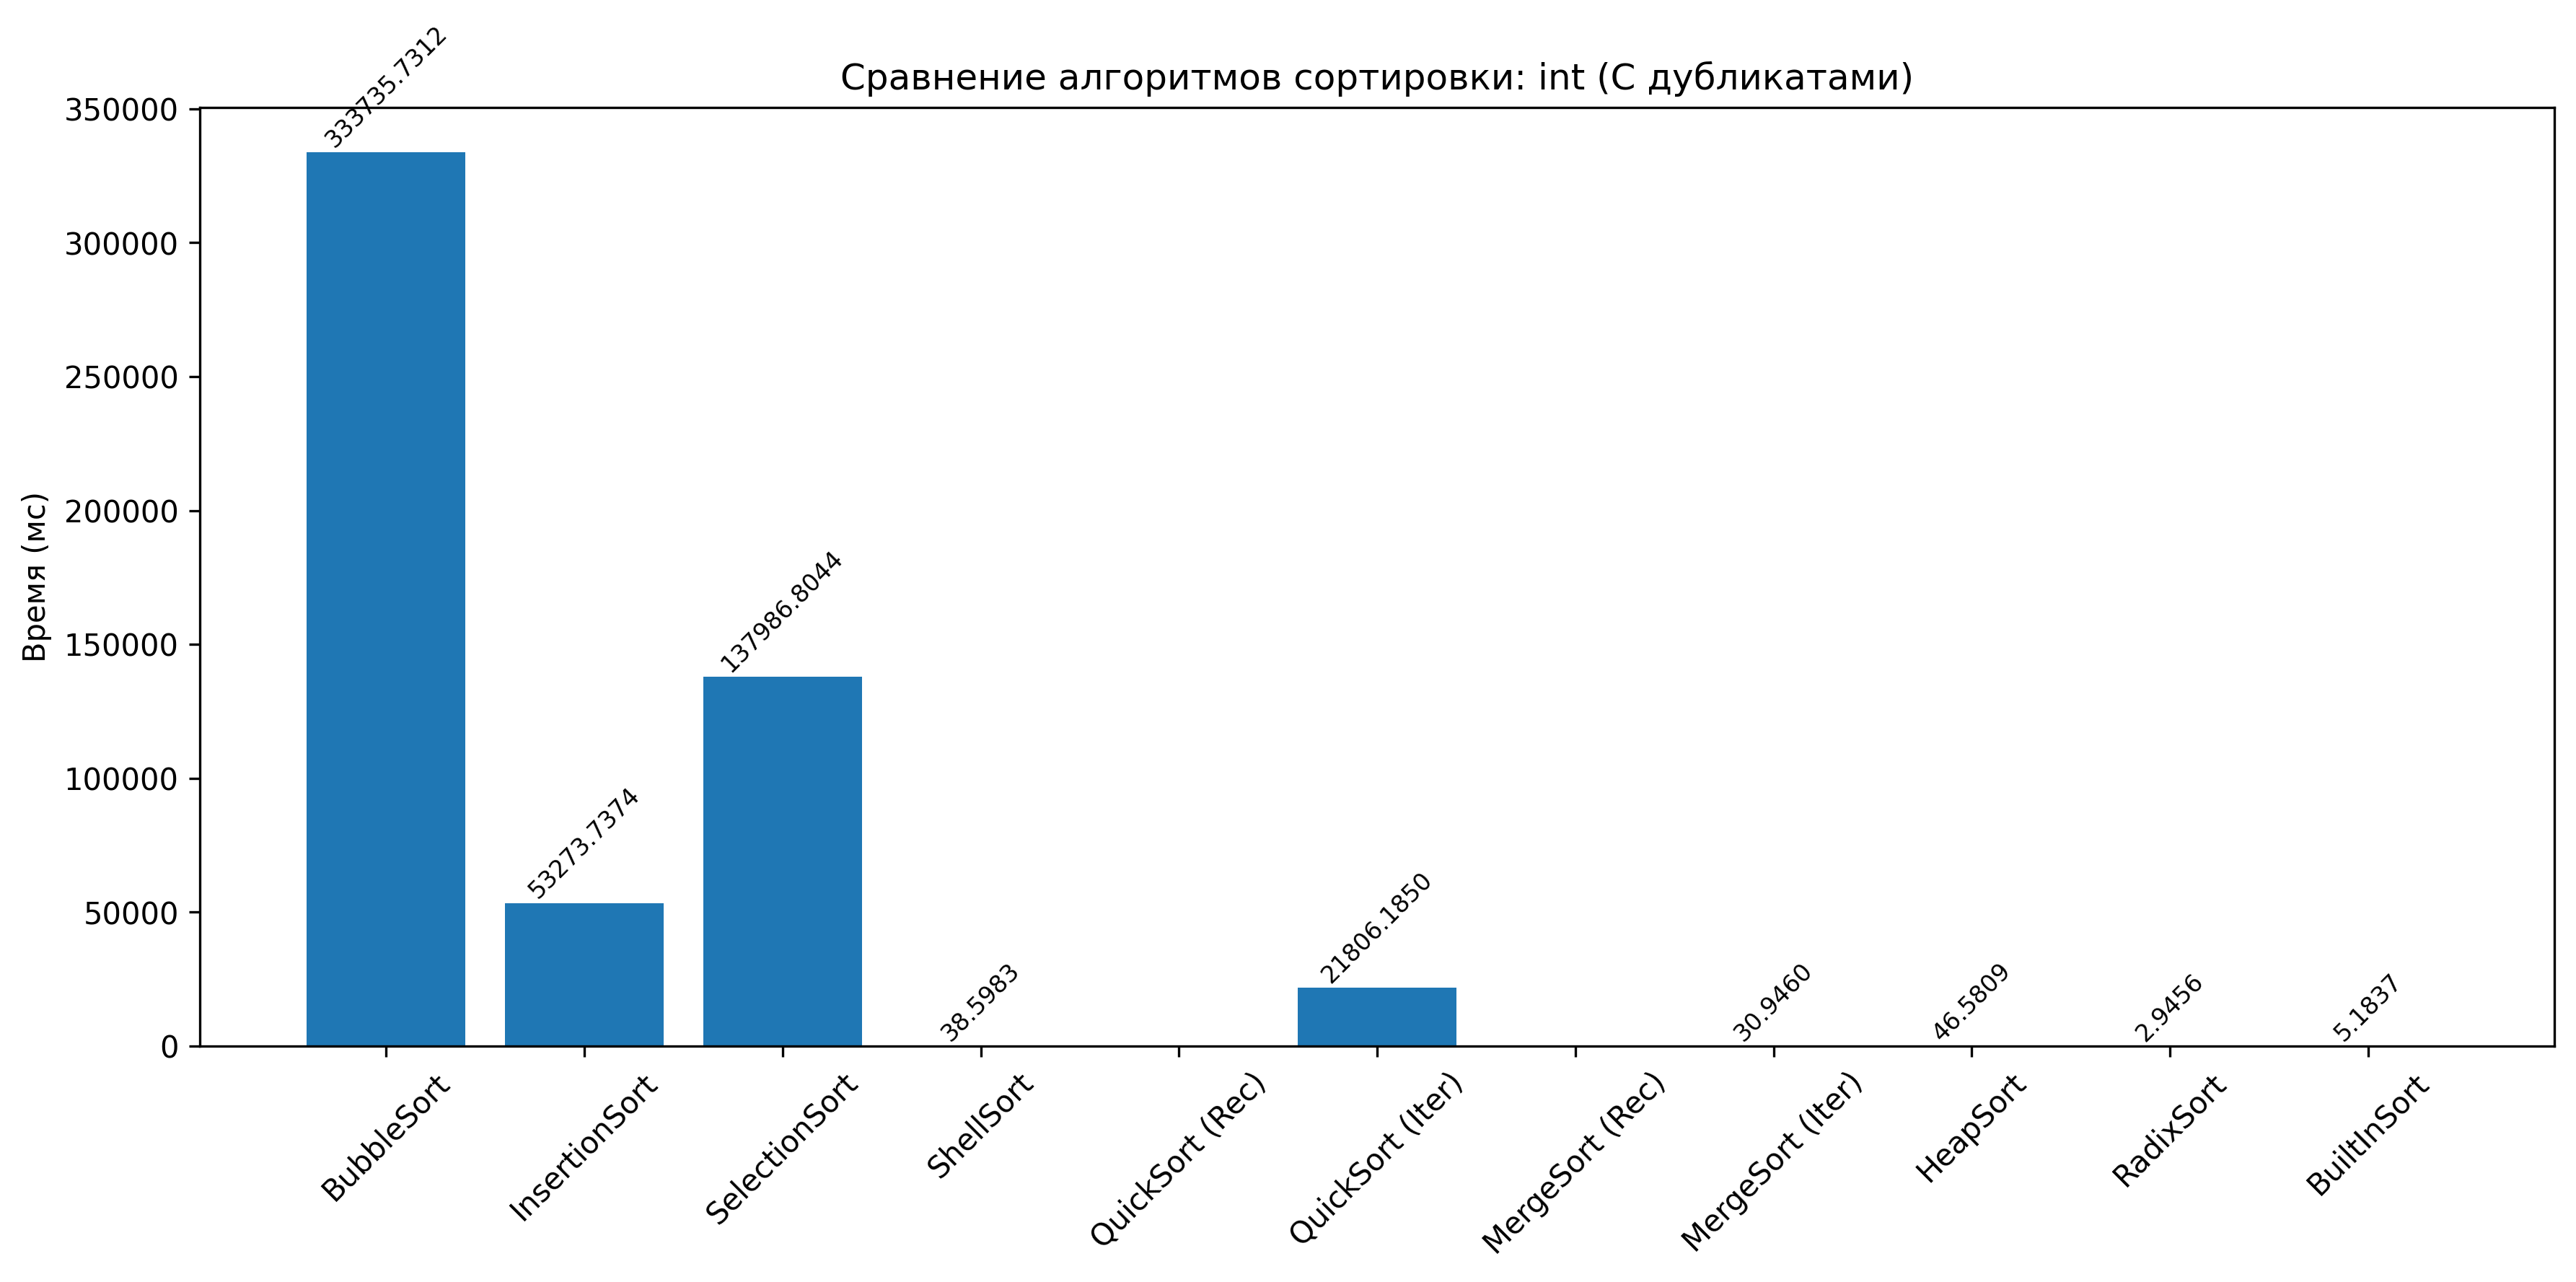 Сравнение алгоритмов сортировки: int (С дубликатами)
Время (мс)
350000
300000
250000
200000
150000
100000
50000
0
333735.7312
53273.7374
137986.8044
38.5983
21806.1850
30.9460
46.5809
2.9456
5.1837
BubbleSort
InsertionSort
SelectionSort
ShellSort
QuickSort (Rec)
QuickSort (Iter)
MergeSort (Rec)
MergeSort (Iter)
HeapSort
RadixSort
BuiltInSort